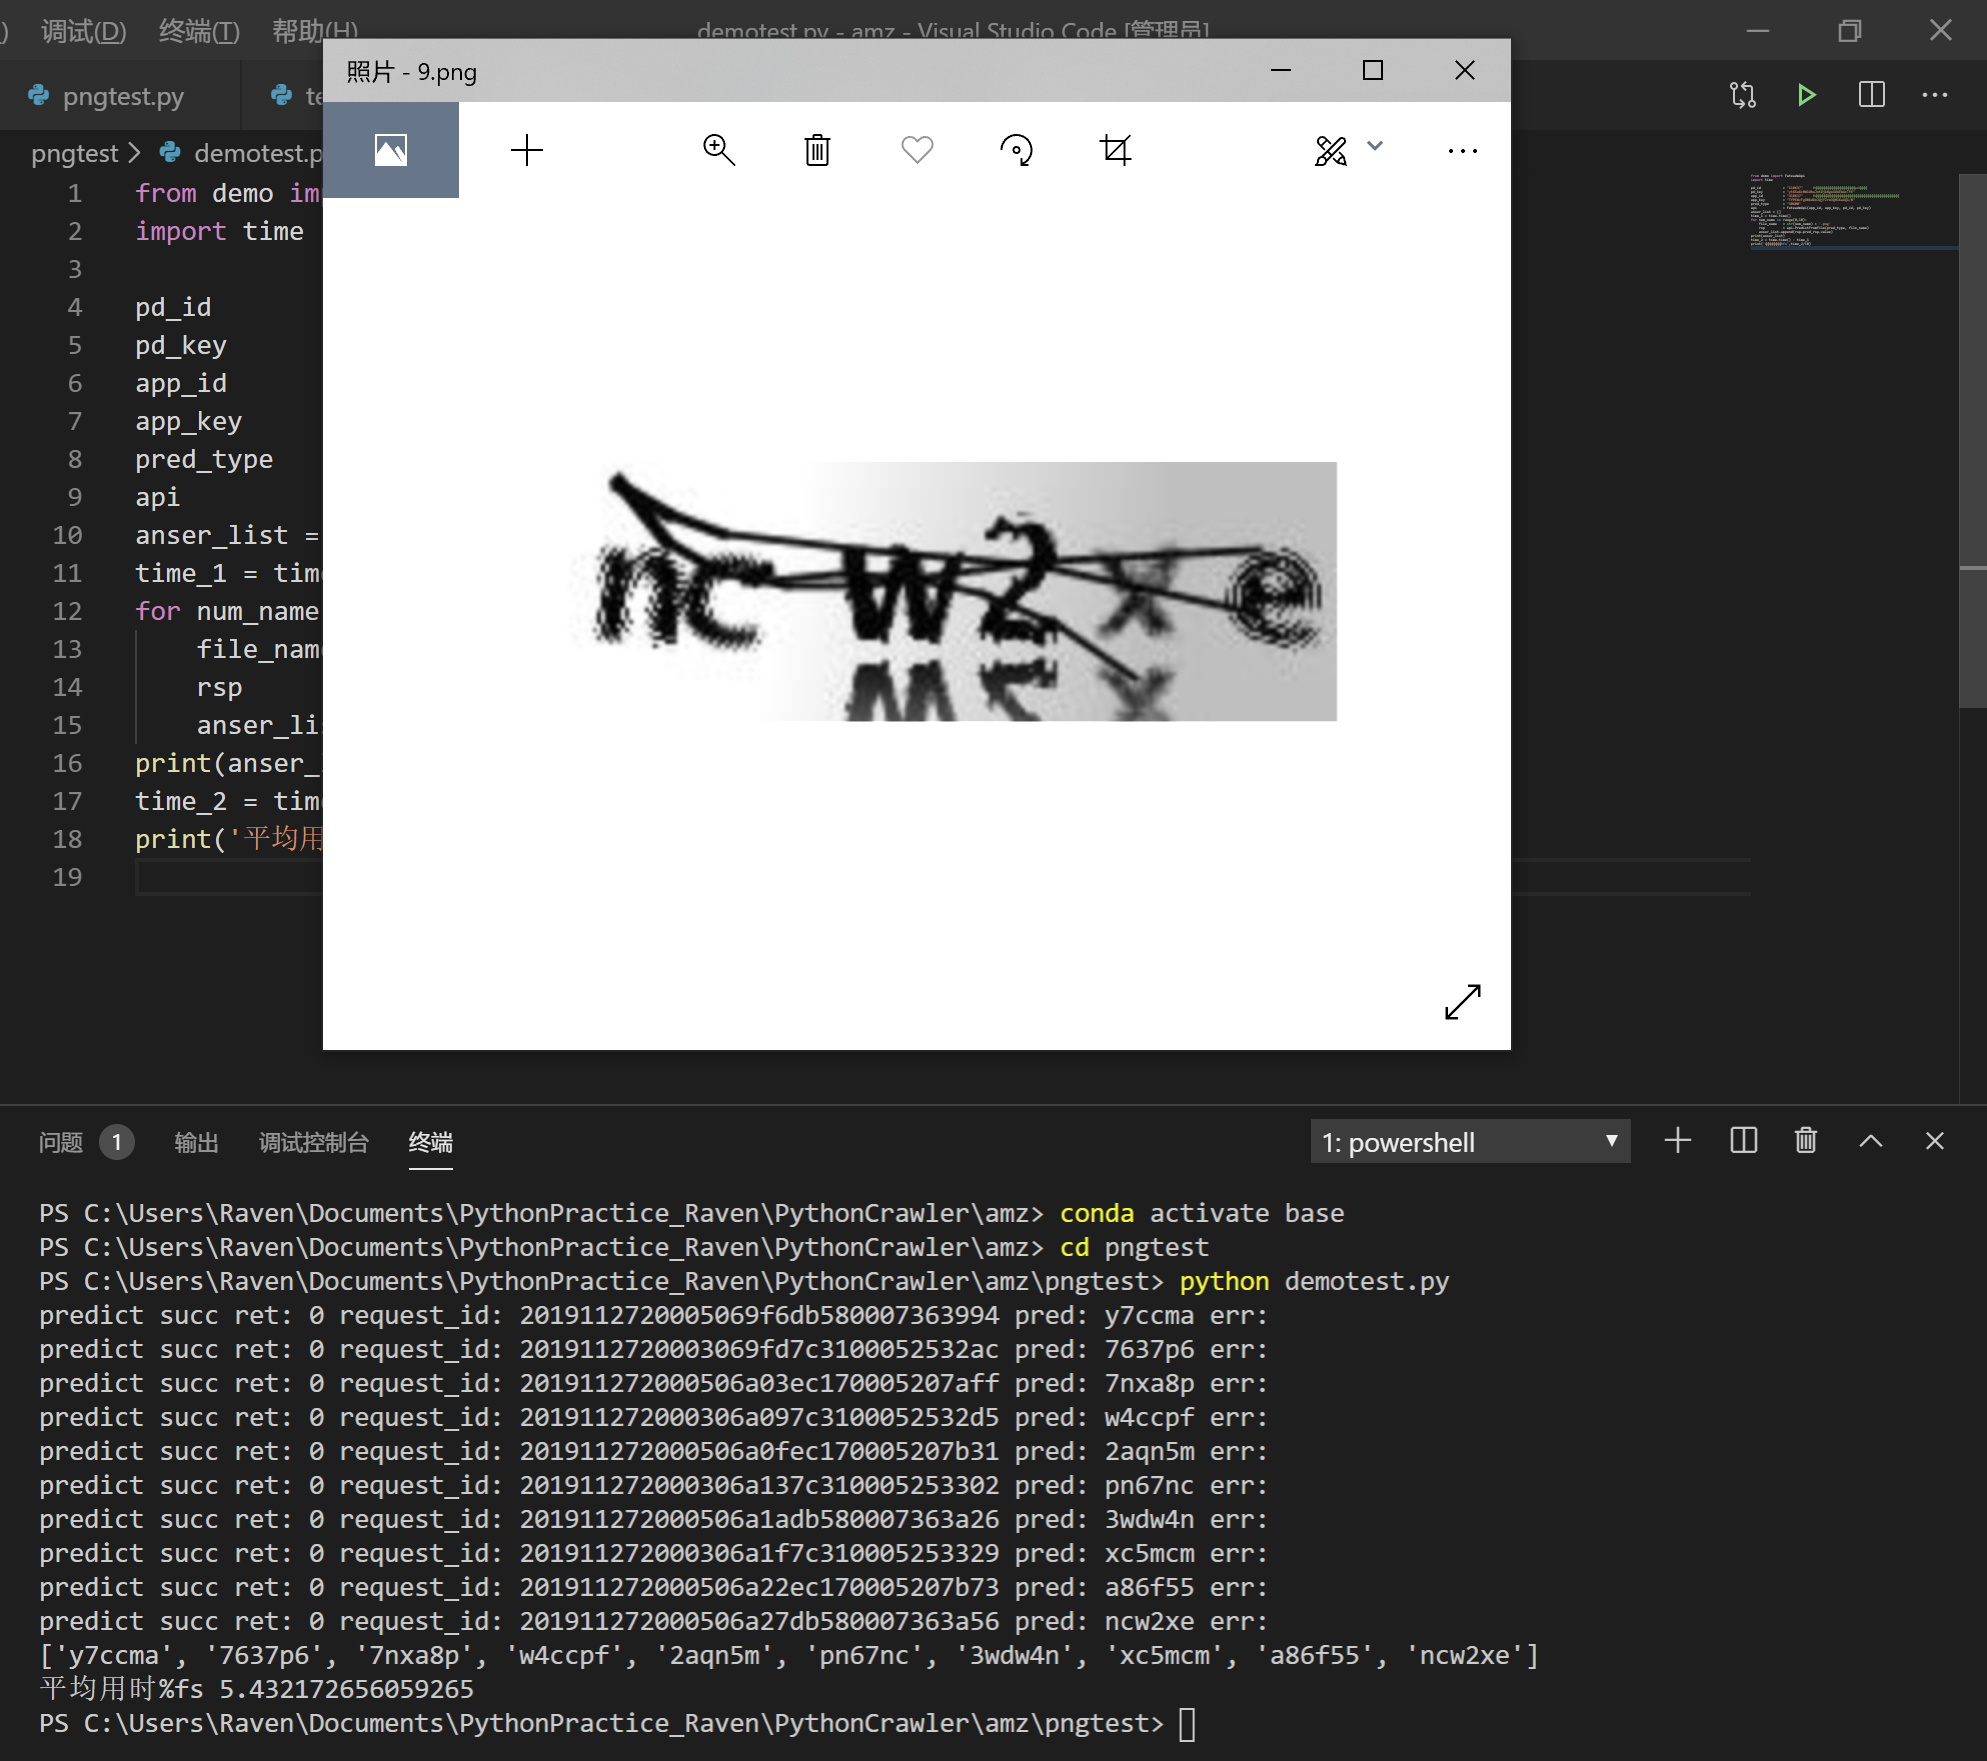 ) 调试(D) 终端(T) 帮助(H)
demotest.py - amz - Visual Studio Code [管理员]
pngtest.py
te
照片 - 9.png
pngtest > demotest.p
1 from demo im
2 import time
3
4 pd_id
5 pd_key
6 app_id
7 app_key
8 pred_type
9 api
10 anser_list =
11 time_1 = tim
12 for num_name
13 file_nam
14 rsp
15 anser_li
16 print(anser_
17 time_2 = tim
18 print('平均用
19
ncw2xe
问题 1 输出 调试控制台 终端
1: powershell
PS C:\Users\Raven\Documents\PythonPractice_Raven\PythonCrawler\amz> conda activate base
PS C:\Users\Raven\Documents\PythonPractice_Raven\PythonCrawler\amz> cd pngtest
PS C:\Users\Raven\Documents\PythonPractice_Raven\PythonCrawler\amz\pngtest> python demotest.py
predict succ ret: 0 request_id: 2019112720005069f6db580007363994 pred: y7ccma err:
predict succ ret: 0 request_id: 2019112720003069fd7c3100052532ac pred: 7637p6 err:
predict succ ret: 0 request_id: 201911272000506a03ec170005207aff pred: 7nxa8p err:
predict succ ret: 0 request_id: 201911272000306a097c3100052532d5 pred: w4ccpf err:
predict succ ret: 0 request_id: 201911272000506a0fec170005207b31 pred: 2aqn5m err:
predict succ ret: 0 request_id: 201911272000306a137c310005253302 pred: pn67nc err:
predict succ ret: 0 request_id: 201911272000506a1adb580007363a26 pred: 3wdw4n err:
predict succ ret: 0 request_id: 201911272000306a1f7c310005253329 pred: xc5mcm err:
predict succ ret: 0 request_id: 201911272000506a22ec170005207b73 pred: a86f55 err:
predict succ ret: 0 request_id: 201911272000506a27db580007363a56 pred: ncw2xe err:
['y7ccma', '7637p6', '7nxa8p', 'w4ccpf', '2aqn5m', 'pn67nc', '3wdw4n', 'xc5mcm', 'a86f55', 'ncw2xe']
平均用时%fs 5.432172656059265
PS C:\Users\Raven\Documents\PythonPractice_Raven\PythonCrawler\amz\pngtest>